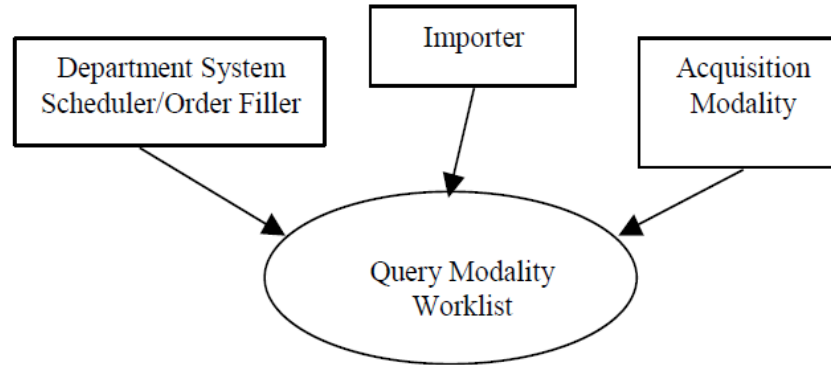 Department System
Scheduler/Order Filler
Importer
Acquisition
Modality
Query Modality
Worklist